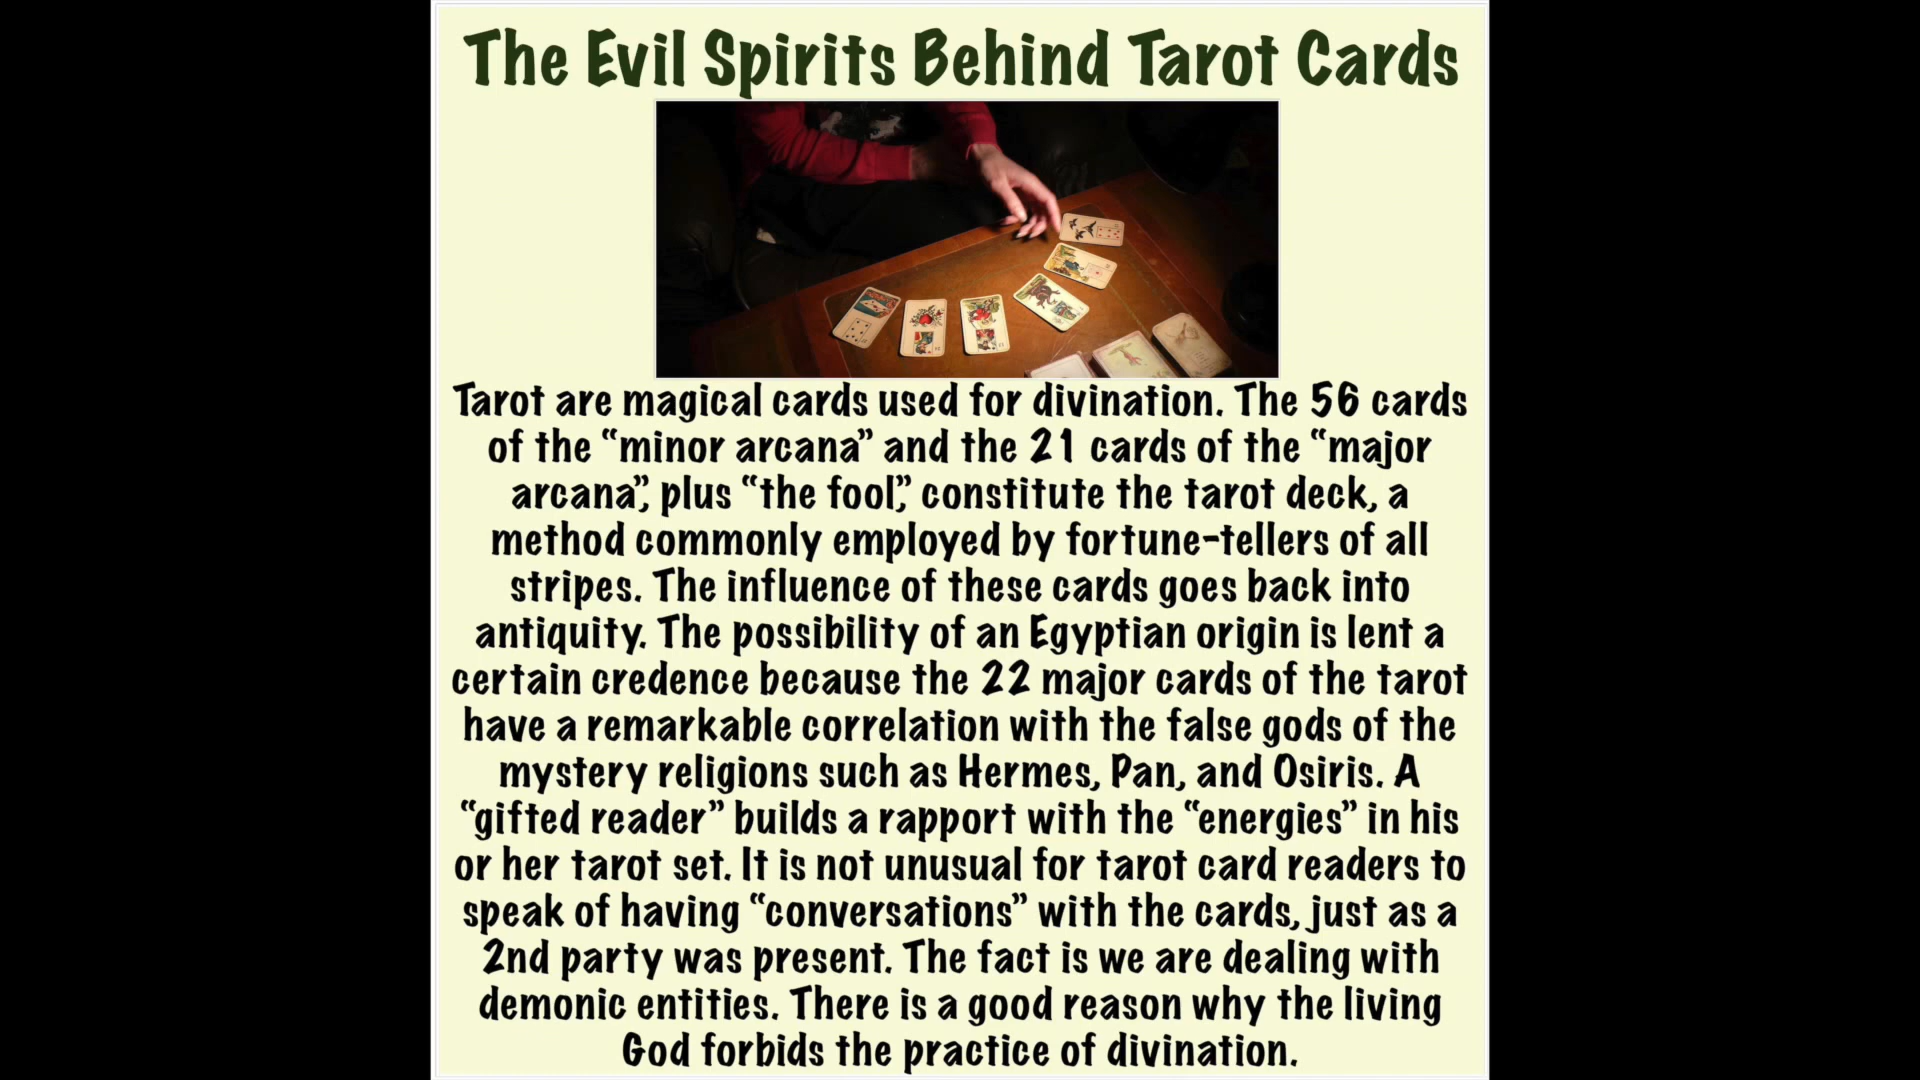 The Evil Spirits Behind Tarot Cards
Tarot are magical cards used for divination. The 56 cards
of the “minor arcana” and the 21 cards of the “major
arcana”, plus “the fool”, constitute the tarot deck, a
method commonly employed by fortune-tellers of all
stripes. The influence of these cards goes back into
antiquity. The possibility of an Egyptian origin is lent a
certain credence because the 22 major cards of the tarot
have a remarkable correlation with the false gods of the
mystery religions such as Hermes, Pan, and Osiris. A
“gifted reader” builds a rapport with the “energies” in his
or her tarot set. It is not unusual for tarot card readers to
speak of having “conversations” with the cards, just as a
2nd party was present. The fact is we are dealing with
demonic entities. There is a good reason why the living
God forbids the practice of divination.